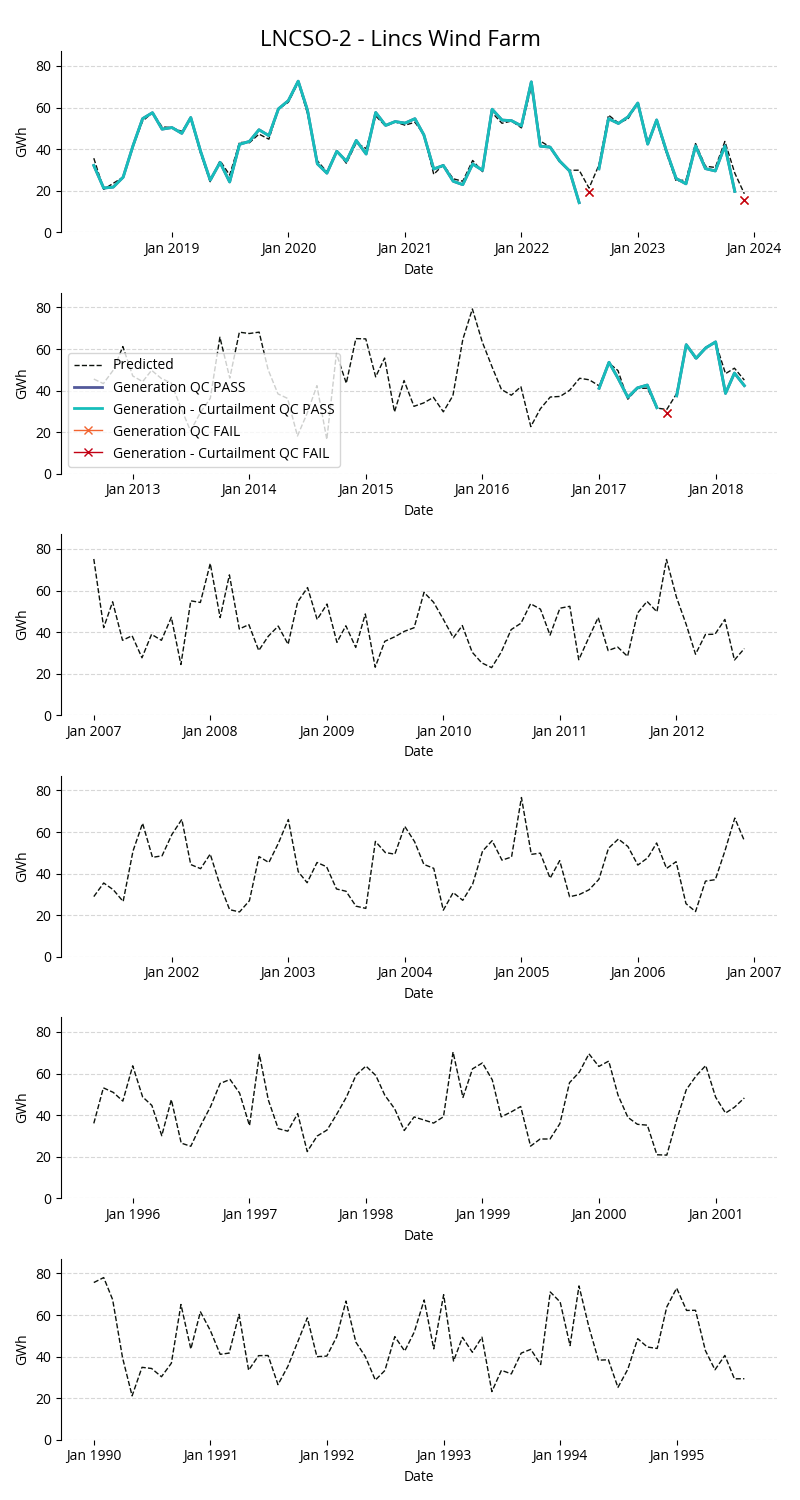 LNCSO-2 - Lincs Wind Farm
80
60
40
20
0
GWh
Jan 2019 Jan 2020 Jan 2021 Jan 2022 Jan 2023 Jan 2024
Date
80
60
40
20
0
GWh
Predicted
Generation QC PASS
Generation - Curtailment QC PASS
Generation QC FAIL
Generation - Curtailment QC FAIL
Jan 2013 Jan 2014 Jan 2015 Jan 2016 Jan 2017 Jan 2018
Date
80
60
40
20
0
GWh
Jan 2007 Jan 2008 Jan 2009 Jan 2010 Jan 2011 Jan 2012
Date
80
60
40
20
0
GWh
Jan 2002 Jan 2003 Jan 2004 Jan 2005 Jan 2006 Jan 2007
Date
80
60
40
20
0
GWh
Jan 1996 Jan 1997 Jan 1998 Jan 1999 Jan 2000 Jan 2001
Date
80
60
40
20
0
GWh
Jan 1990 Jan 1991 Jan 1992 Jan 1993 Jan 1994 Jan 1995
Date